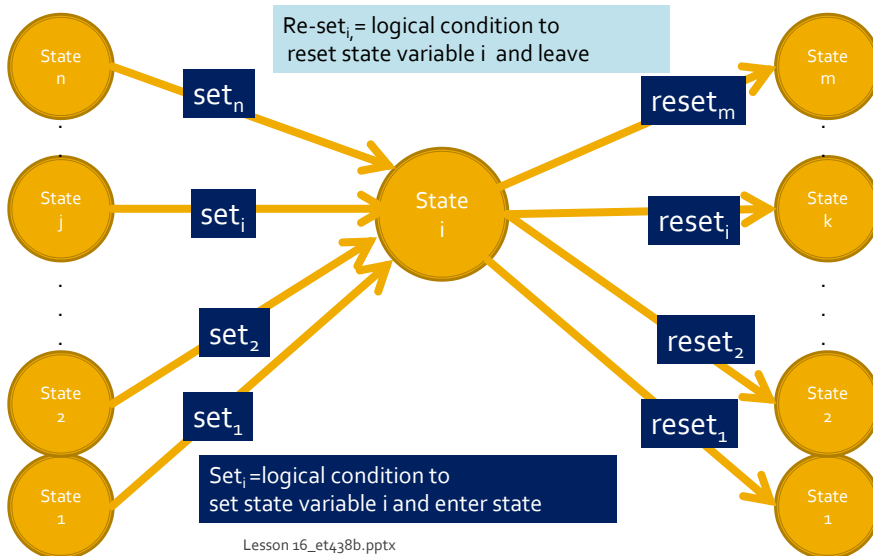 Re-setᵢ,= logical condition to
reset state variable i and leave
State
n
setₙ
resetₘ
State
m
.
.
.
.
State
j
setᵢ
State
i
resetᵢ
State
k
.
.
.
.
.
.
.
.
set₂
reset₂
State
2
State
2
set₁
reset₁
State
1
State
1
Setᵢ=logical condition to
set state variable i and enter state
Lesson 16_et438b.pptx